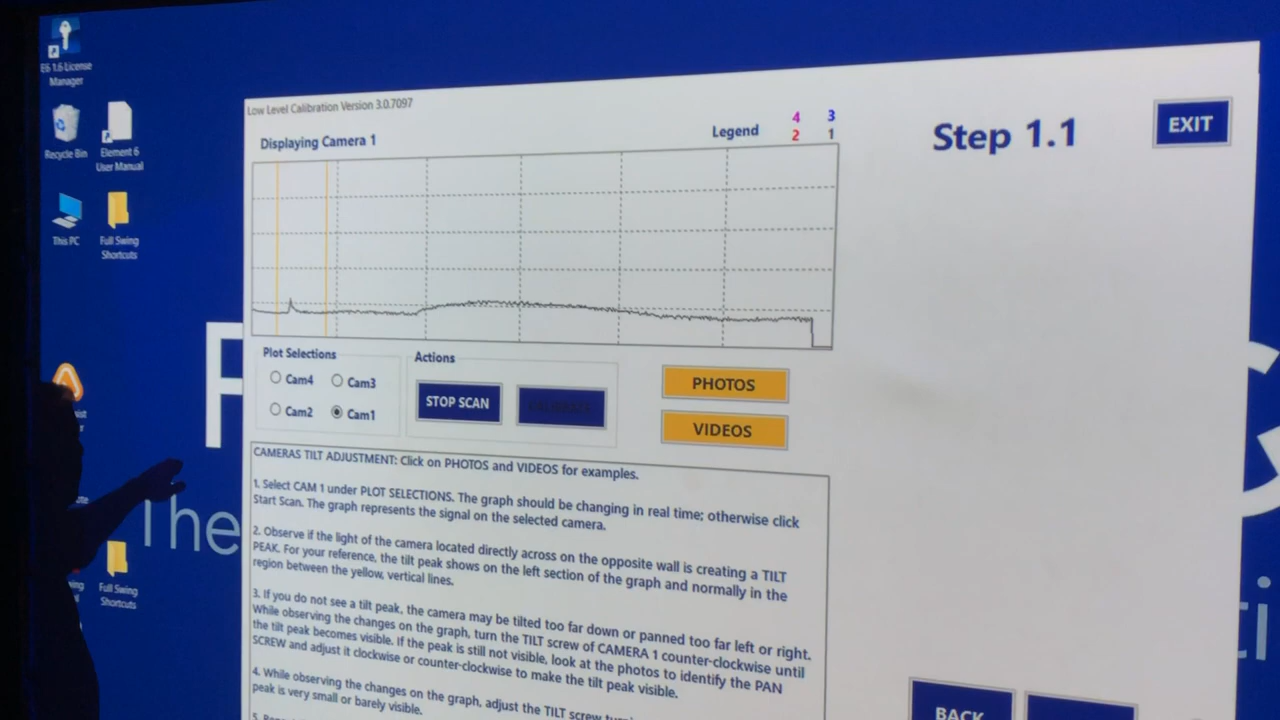 E6 1.6 License
Manager
Recycle Bin
Element 6
User Manual
This PC
Full Swing
Shortcuts
Full Swing
Shortcuts
The
Low Level Calibration Version 3.0.7097
Displaying Camera 1
Legend
4 3
2 1
Step 1.1
EXIT
Plot Selections
Cam4
Cam3
Cam2
Cam1
Actions
STOP SCAN
PHOTOS
VIDEOS
CAMERAS TILT ADJUSTMENT: Click on PHOTOS and VIDEOS for examples.
1. Select CAM 1 under PLOT SELECTIONS. The graph should be changing in real time; otherwise click
Start Scan. The graph represents the signal on the selected camera.
2. Observe if the light of the camera located directly across on the opposite wall is creating a TILT
PEAK. For your reference, the tilt peak shows on the left section of the graph and normally in the
region between the yellow, vertical lines.
3. If you do not see a tilt peak, the camera may be tilted too far down or panned too far left or right.
While observing the changes on the graph, turn the TILT screw of CAMERA 1 counter-clockwise until
the tilt peak becomes visible. If the peak is still not visible, look at the photos to identify the PAN
SCREW and adjust it clockwise or counter-clockwise to make the tilt peak visible.
4. While observing the changes on the graph, adjust the TILT screw
peak is very small or barely visible.
BACK